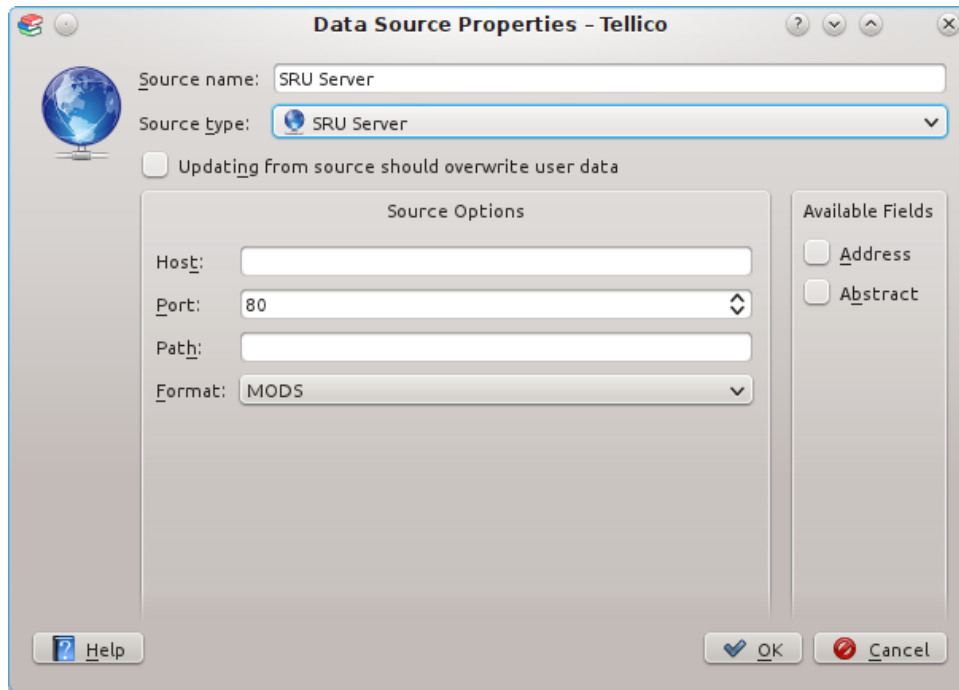 Data Source Properties – Tellico
Source name: SRU Server
Source type: SRU Server
Updating from source should overwrite user data
Source Options
Host:
Port: 80
Path:
Format: MODS
Available Fields
Address
Abstract
Help
OK
Cancel